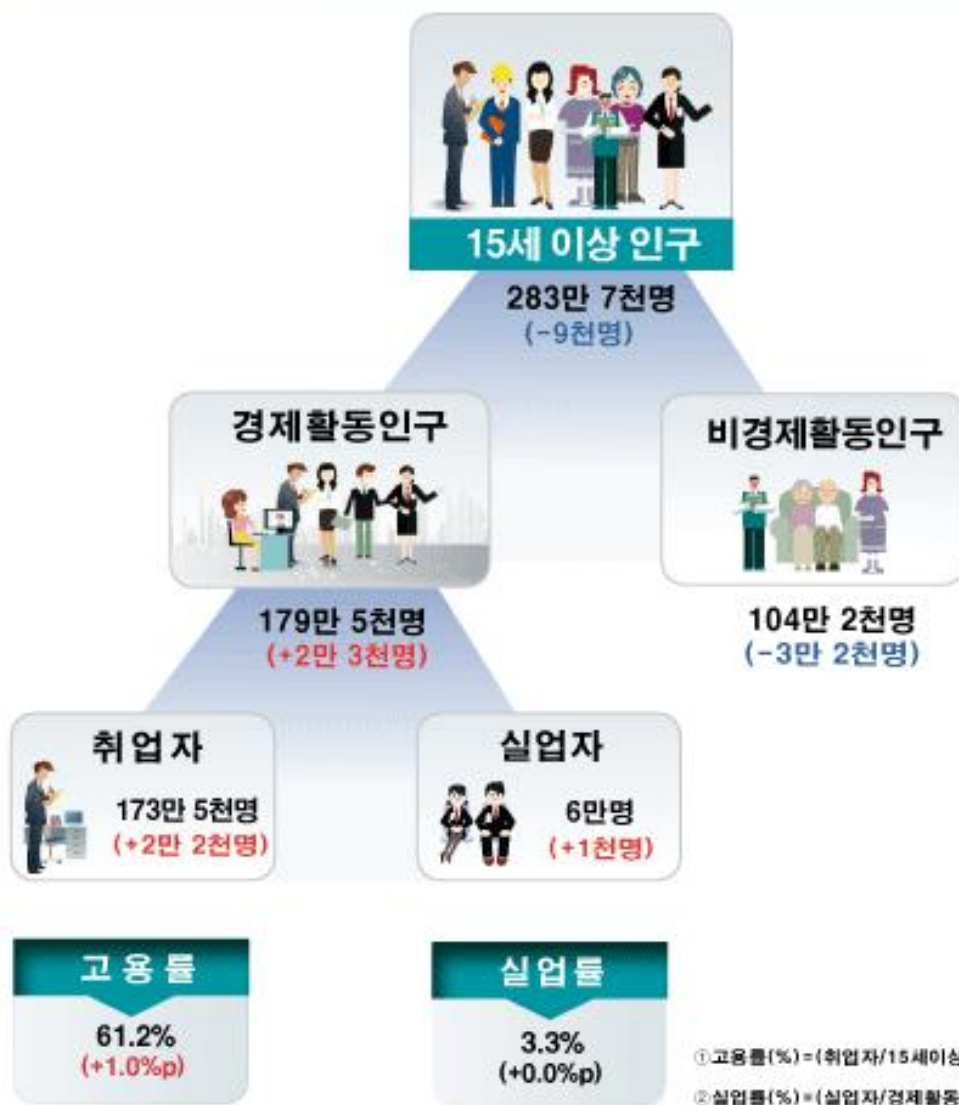 15세 이상 인구
283만 7천명
(-9천명)
경제활동인구
179만 5천명
(+2만 3천명)
비경제활동인구
104만 2천명
(-3만 2천명)
취업자
173만 5천명
(+2만 2천명)
실업자
6만명
(+1천명)
고용률
61.2%
(+1.0%p)
실업률
3.3%
(+0.0%p)
①고용률(%)=(취업자/15세이상
②실업률(%)=(실업자/경제활동